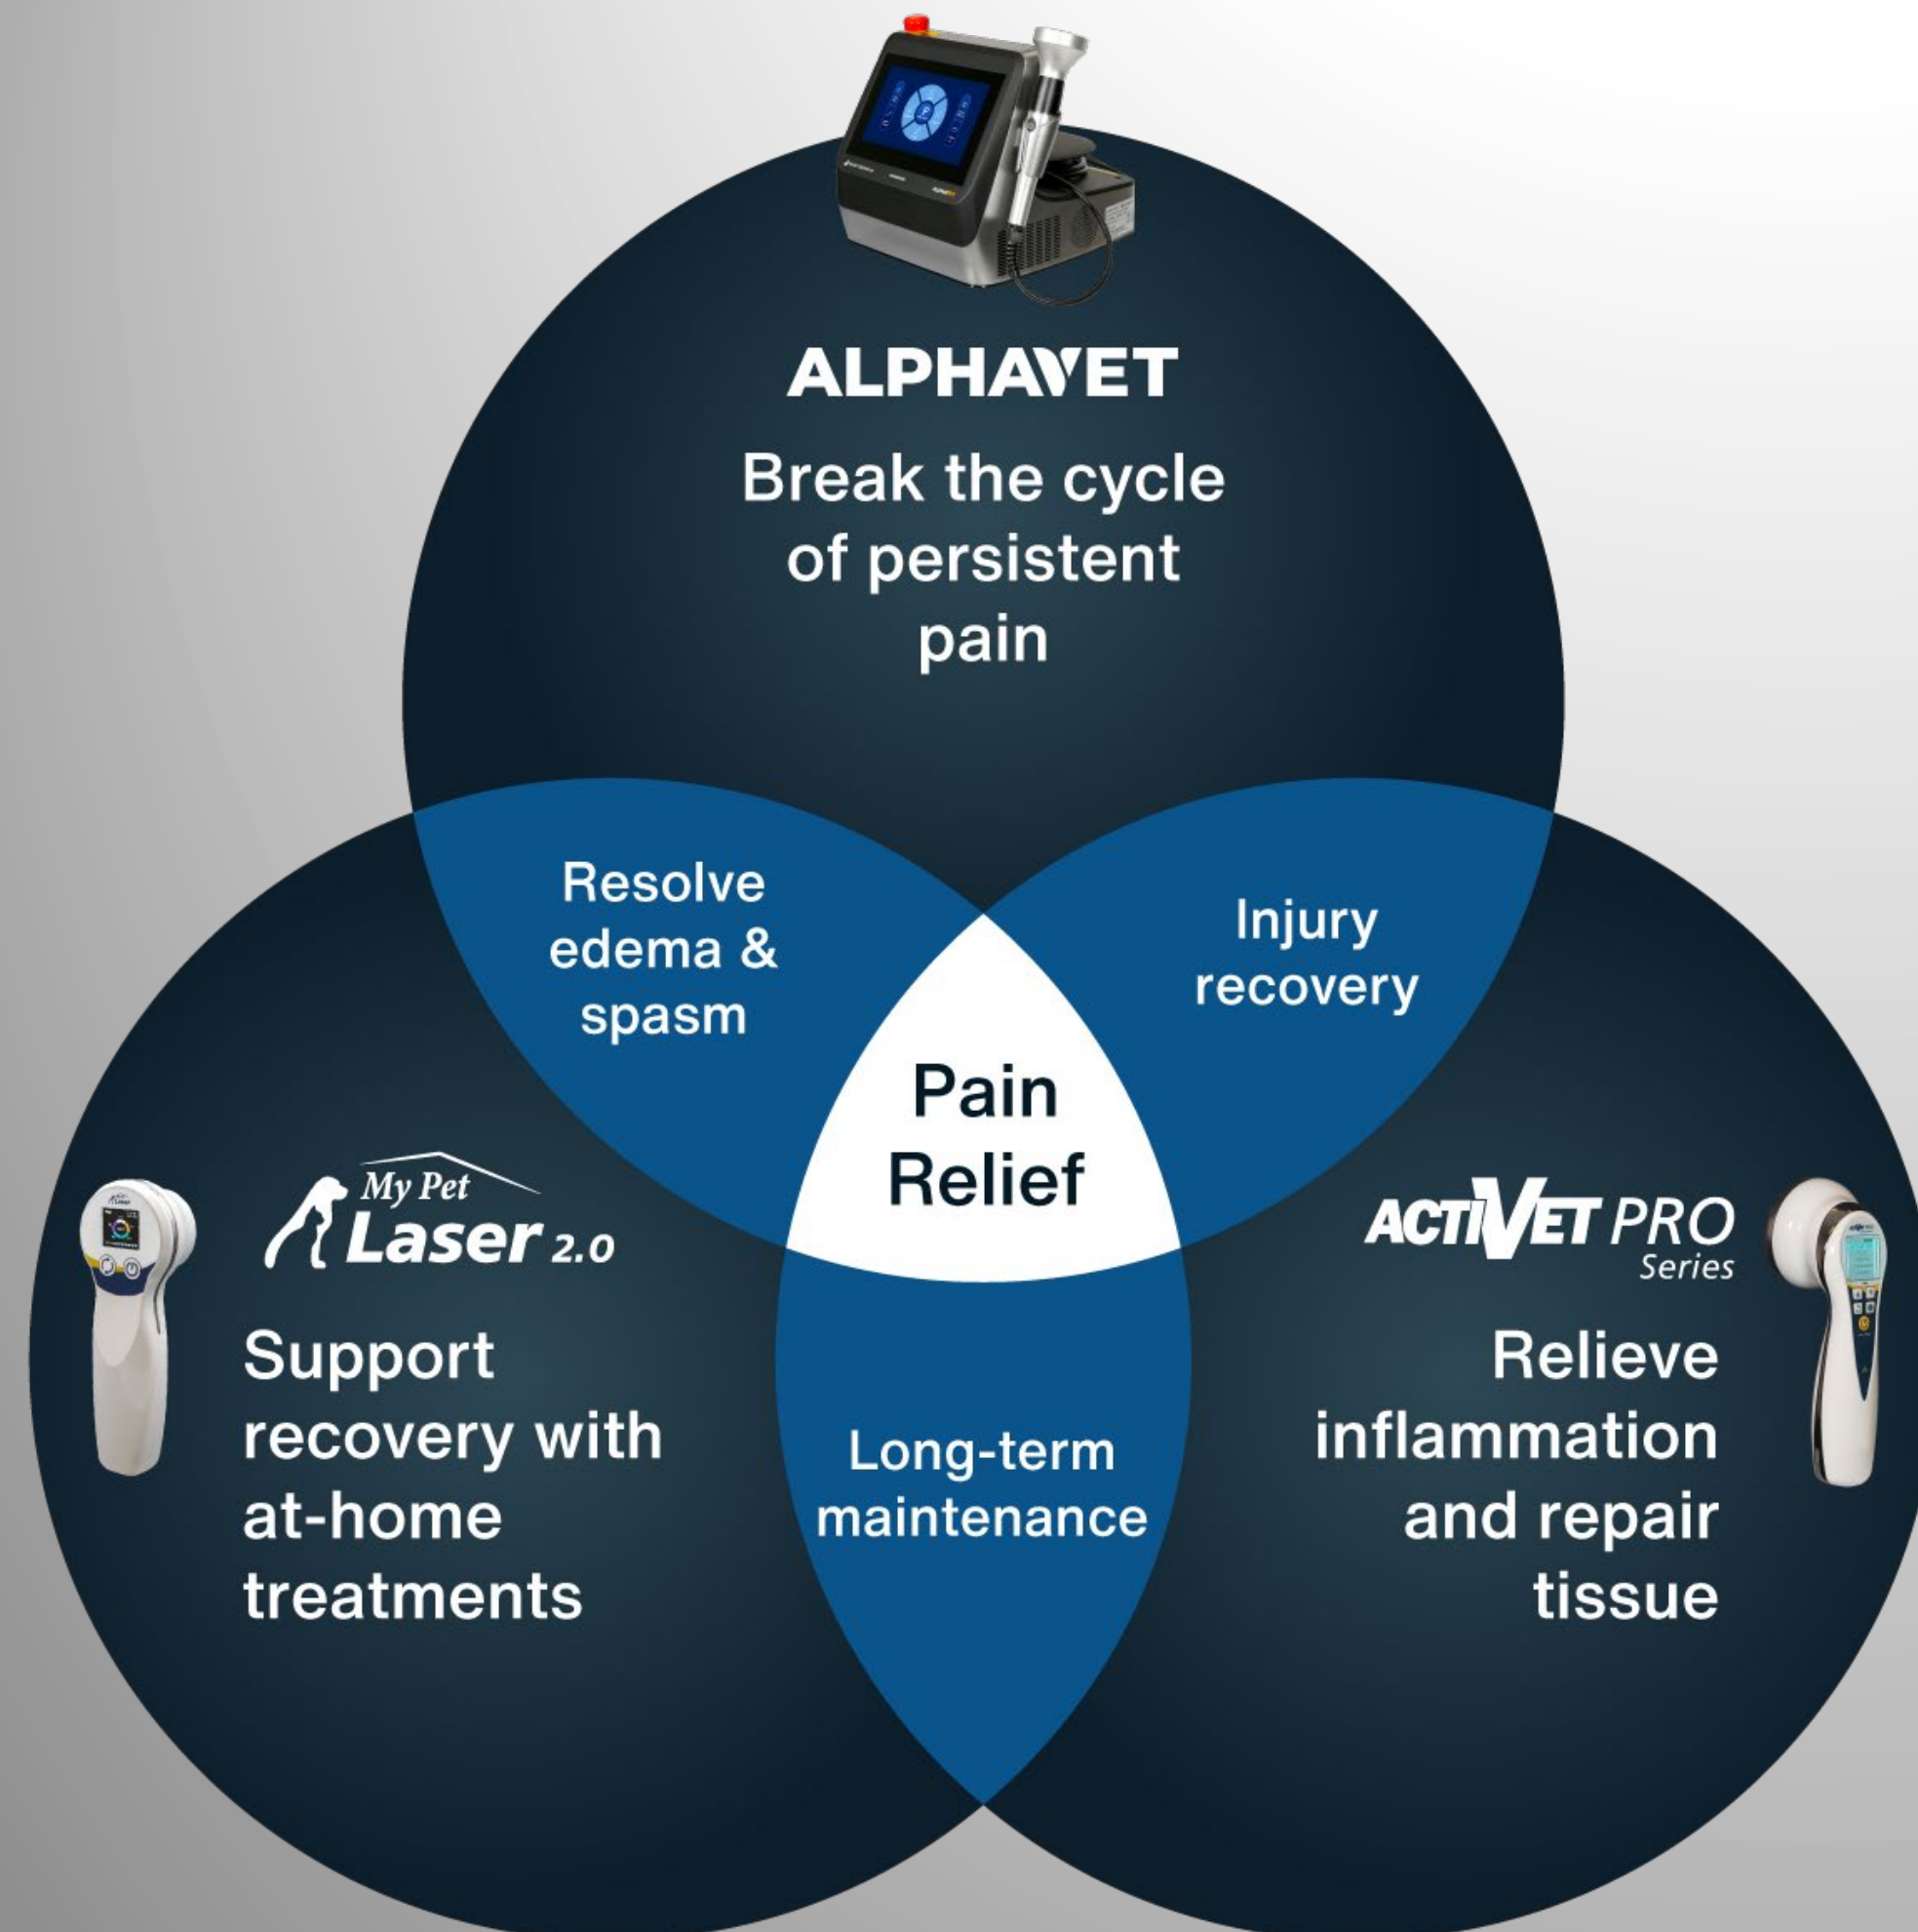 ALPHAVET
Break the cycle
of persistent
pain
Resolve
edema &
spasm
Injury
recovery
Pain
Relief
My Pet
Laser 2.0
Support
recovery with
at-home
treatments
ACTIVET PRO
Series
Relieve
inflammation
and repair
tissue
Long-term
maintenance